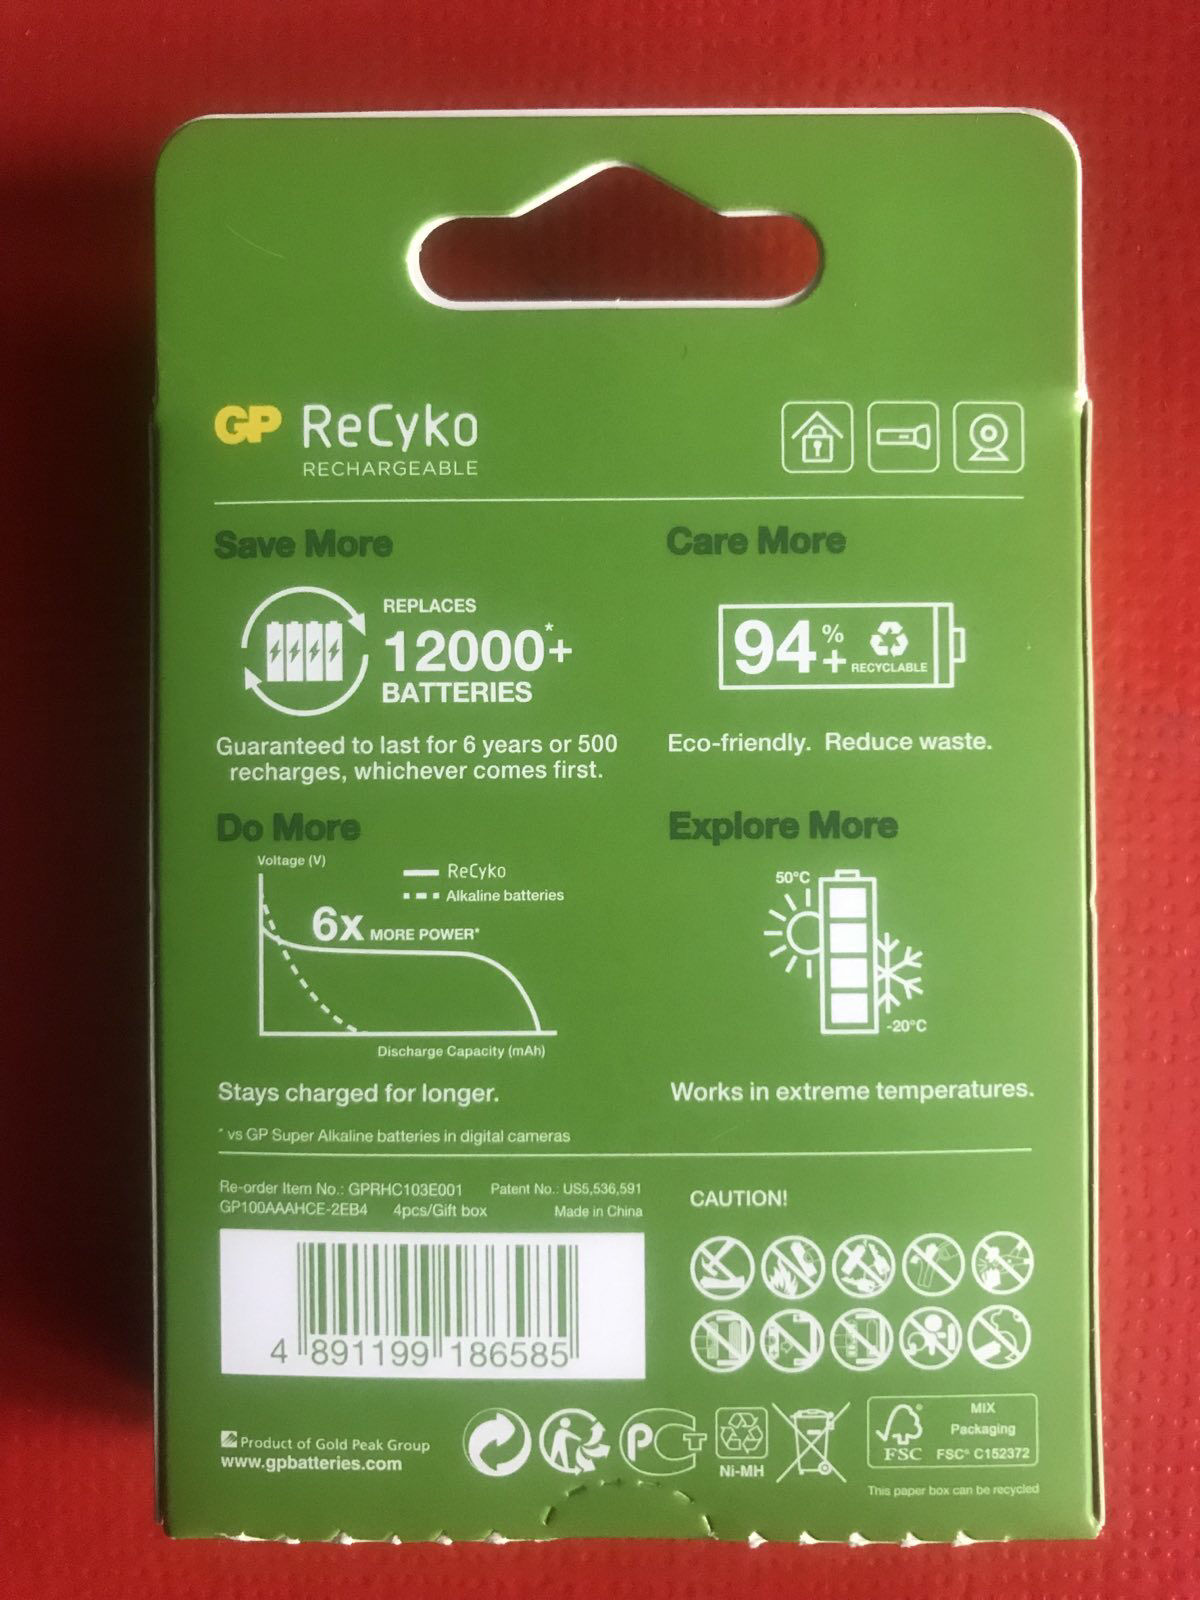 GP ReCyko
RECHARGEABLE
Save More
REPLACES
12000*+
BATTERIES
Guaranteed to last for 6 years or 500
recharges, whichever comes first.
Care More
94%+ RECYCLABLE
Eco-friendly. Reduce waste.
Do More
Voltage (V)
ReCyko
Alkaline batteries
6x MORE POWER*
Discharge Capacity (mAh)
Stays charged for longer.
* vs GP Super Alkaline batteries in digital cameras
Explore More
50°C
-20°C
Works in extreme temperatures.
Re-order Item No.: GPRHC103E001 Patent No.: US5,536,591
GP100AAAHCE-2EB4 4pcs/Gift box Made in China
4 891199 186585
CAUTION!
Product of Gold Peak Group
www.gpbatteries.com
РСТ
Ni-MH
FSC
MIX
Packaging
FSC® C152372
This paper box can be recycled